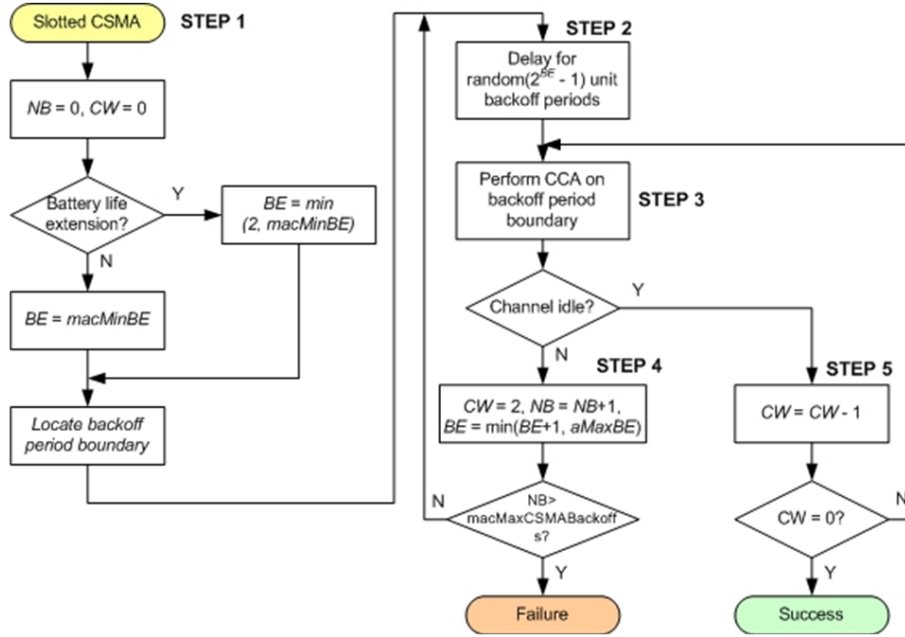 Slotted CSMA
STEP 1
NB = 0, CW = 0
Battery life
extension?
Y
BE = min
(2, macMinBE)
N
BE = macMinBE
Locate backoff
period boundary
STEP 2
Delay for
random(2^BE - 1) unit
backoff periods
Perform CCA on
backoff period
boundary
STEP 3
Channel idle?
Y
N
STEP 4
CW = 2, NB = NB+1,
BE = min(BE+1, aMaxBE)
NB>
macMaxCSMABackoff
s?
N
Y
Failure
STEP 5
CW = CW - 1
CW = 0?
N
Y
Success